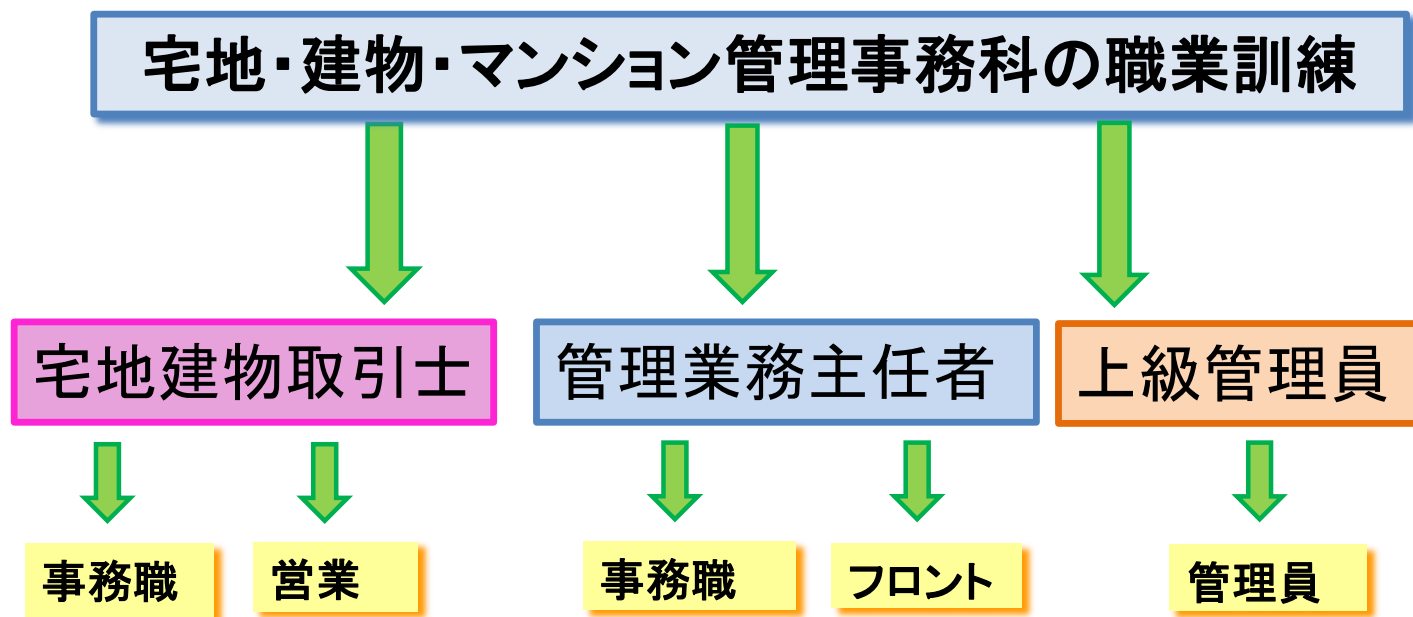 宅地・建物・マンション管理事務科の職業訓練
宅地建物取引士
管理業務主任者
上級管理員
事務職
営業
事務職
フロント
管理員